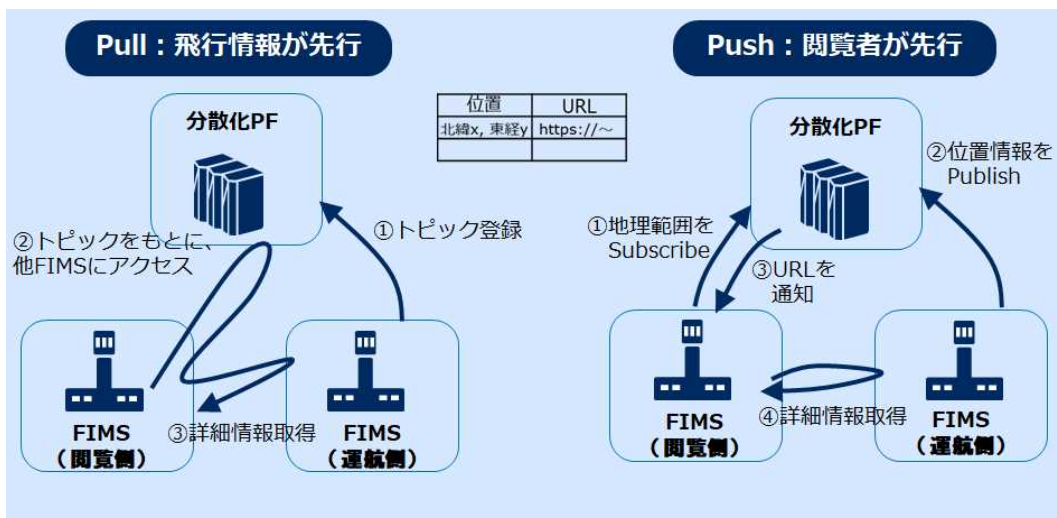 Pull：飛行情報が先行
分散化PF
①トピック登録
②トピックをもとに、
他FIMSにアクセス
FIMS
（閲覧側）
③詳細情報取得
FIMS
（運航側）
位置 URL
北緯x, 東経y https://～
Push：閲覧者が先行
分散化PF
②位置情報を
Publish
①地理範囲を
Subscribe
③URLを
通知
FIMS
（閲覧側）
④詳細情報取得
FIMS
（運航側）